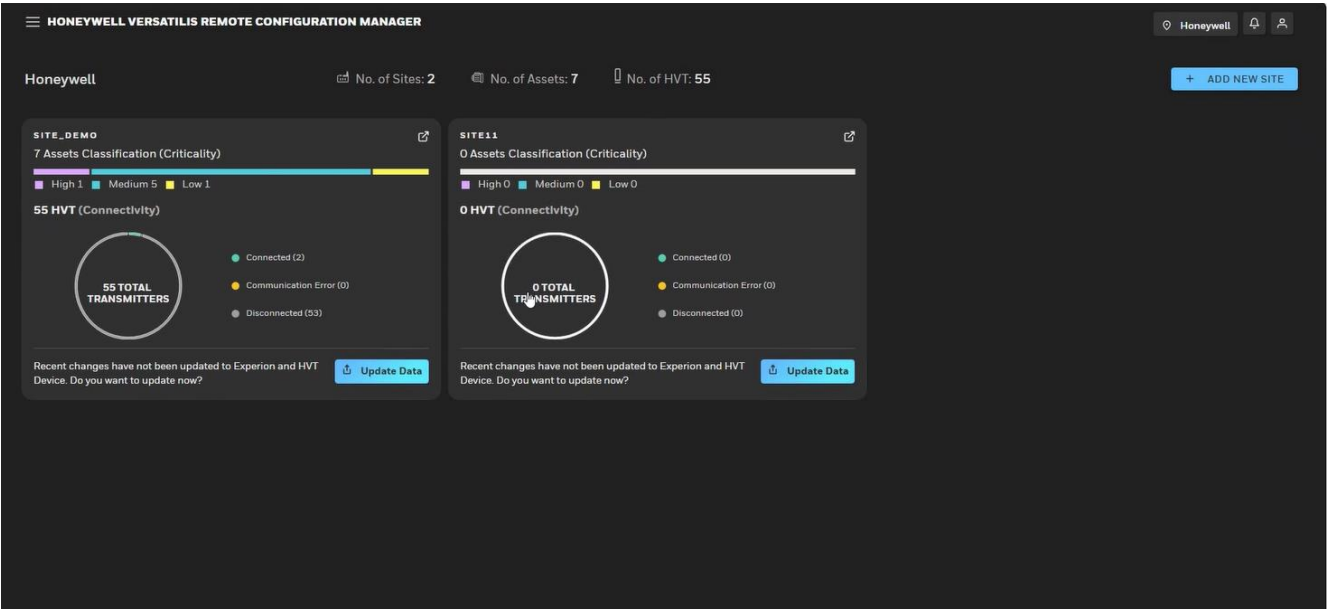 HONEYWELL VERSATILIS REMOTE CONFIGURATION MANAGER
Honeywell
Honeywell
No. of Sites: 2
No. of Assets: 7
No. of HVT: 55
+ ADD NEW SITE
SITE_DEMO
7 Assets Classification (Criticality)
High 1 Medium 5 Low 1
55 HVT (Connectivity)
55 TOTAL
TRANSMITTERS
Connected (2)
Communication Error (0)
Disconnected (53)
Recent changes have not been updated to Experion and HVT
Device. Do you want to update now?
Update Data
SITE11
0 Assets Classification (Criticality)
High 0 Medium 0 Low 0
0 HVT (Connectivity)
0 TOTAL
TRANSMITTERS
Connected (0)
Communication Error (0)
Disconnected (0)
Recent changes have not been updated to Experion and HVT
Device. Do you want to update now?
Update Data